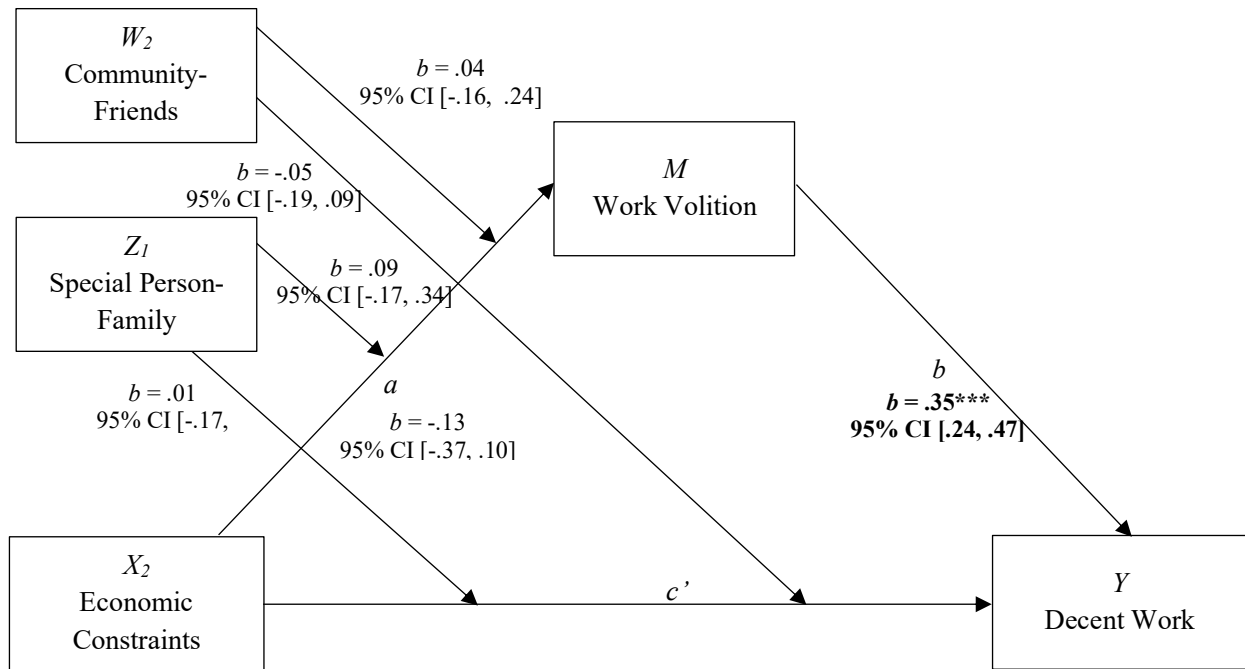 W2
Community-
Friends
b = .04
95% CI [-.16, .24]
M
Work Volition
b = -.05
95% CI [-.19, .09]
Z1
Special Person-
Family
b = .09
95% CI [-.17, .34]
b = .01
95% CI [-.17,
a
b = -.13
95% CI [-.37, .10]
b
b = .35***
95% CI [.24, .47]
X2
Economic
Constraints
c’
Y
Decent Work